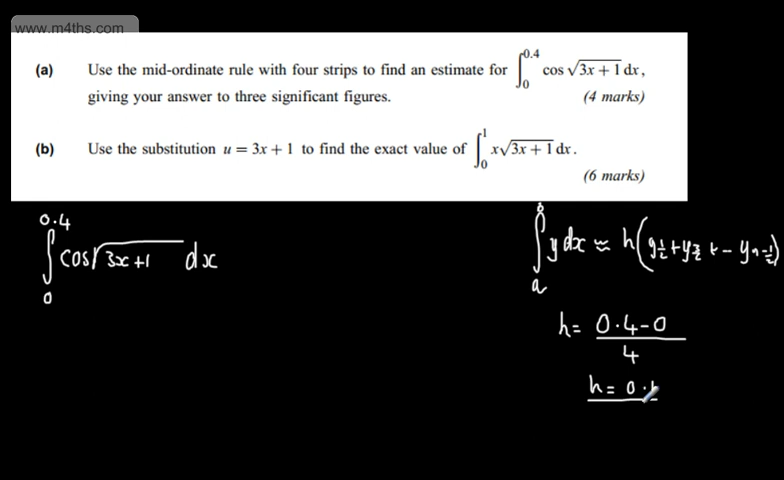 www.m4ths.com
(a) Use the mid-ordinate rule with four strips to find an estimate for ∫₀^0.4 cos √(3x + 1) dx,
giving your answer to three significant figures. (4 marks)
(b) Use the substitution u = 3x + 1 to find the exact value of ∫₀^1 x√(3x + 1) dx.
(6 marks)
∫₀^0.4 cos√(3x+1) dx
∫ₐ^b y dx ≈ h(y½+y3/2+--yn-½)
h= 0.4-0
4
h= 0.1